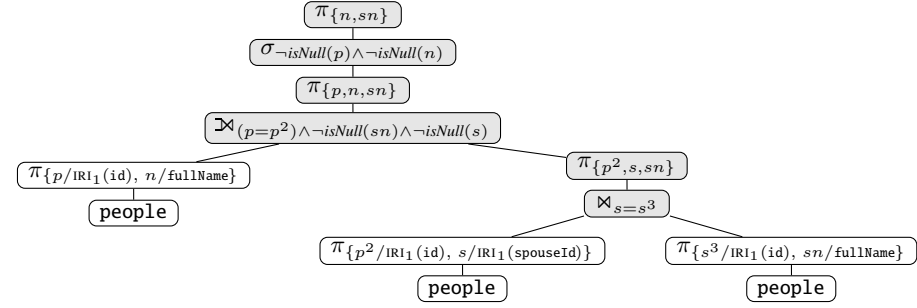 π{n,sn}
σ¬isNull(p)∧¬isNull(n)
π{p,n,sn}
⟕(p=p²)∧¬isNull(sn)∧¬isNull(s)
π{p/IRI₁(id), n/fullName}
π{p²,s,sn}
people
⋈s=s³
π{p²/IRI₁(id), s/IRI₁(spouseId)}
π{s³/IRI₁(id), sn/fullName}
people
people